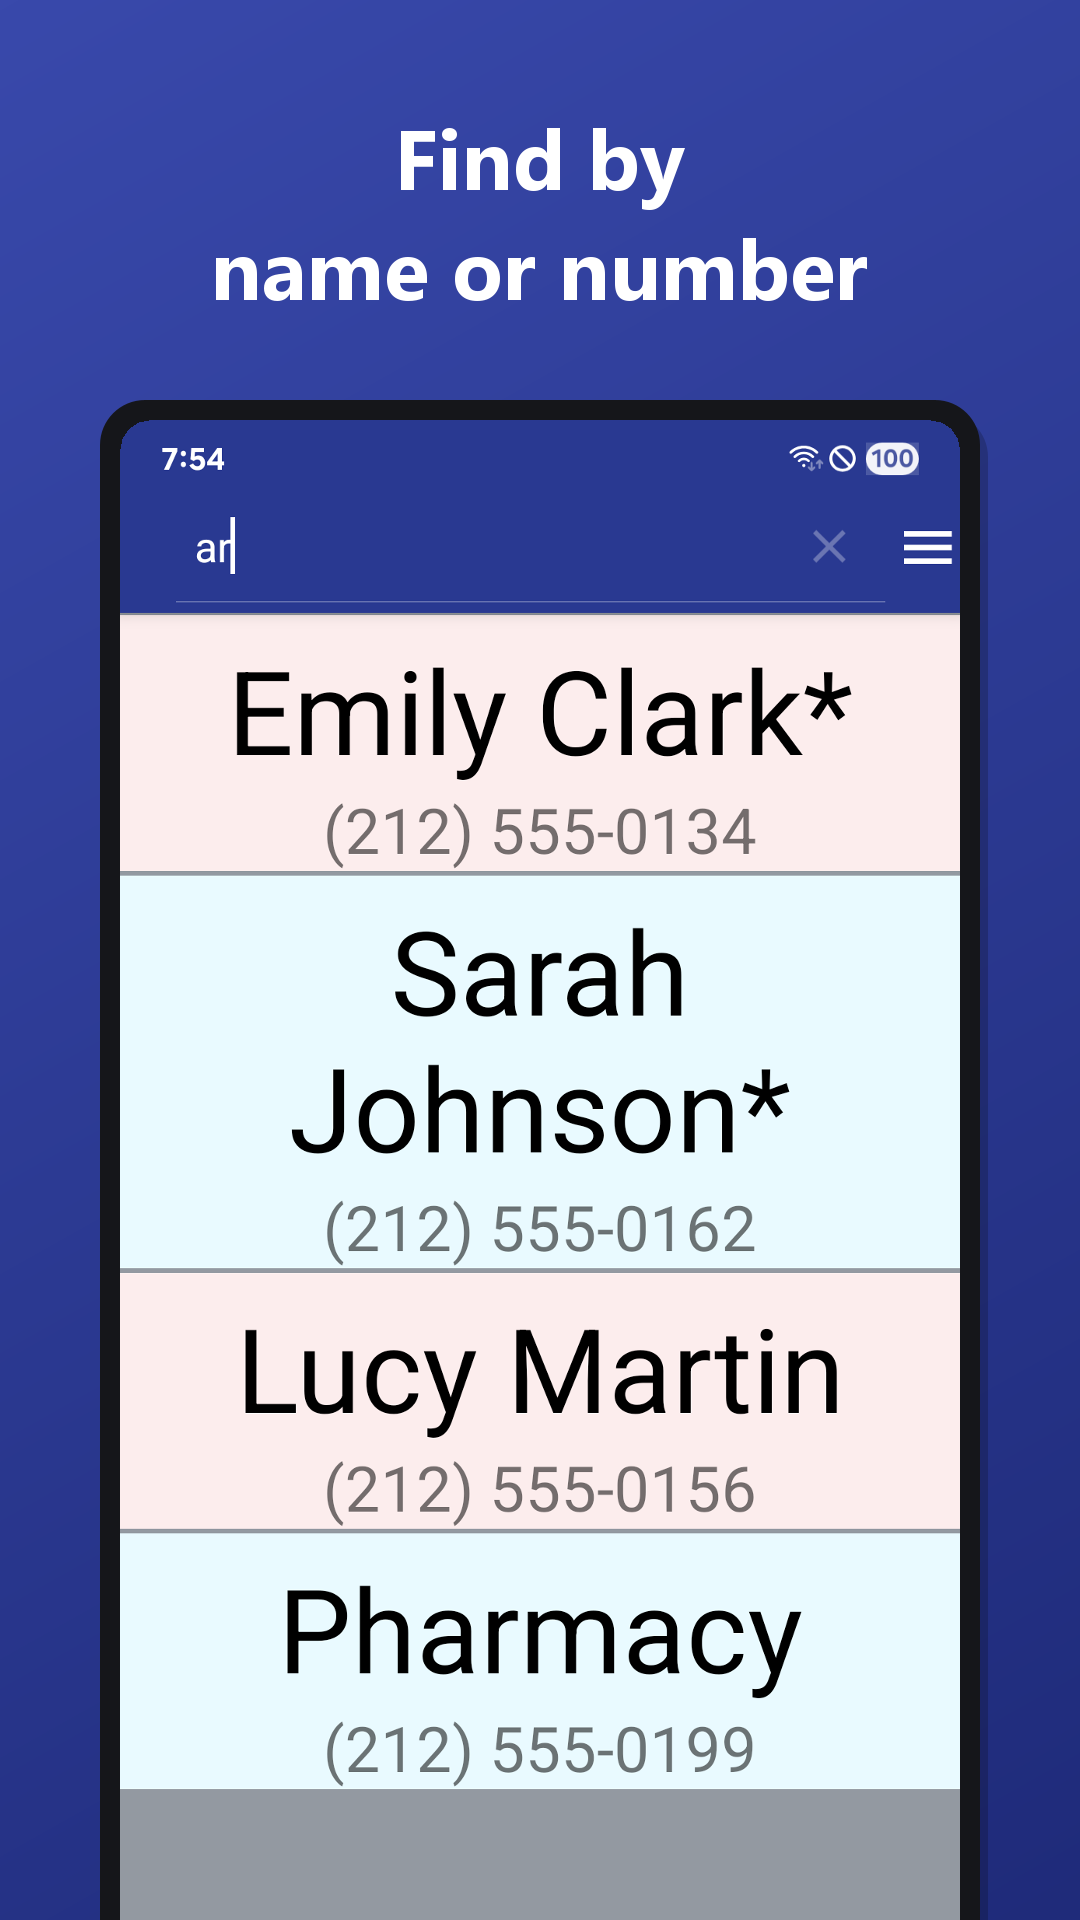 Find by
name or number
7:54
100
ar
Emily Clark*
(212) 555-0134
Sarah
Johnson*
(212) 555-0162
Lucy Martin
(212) 555-0156
Pharmacy
(212) 555-0199